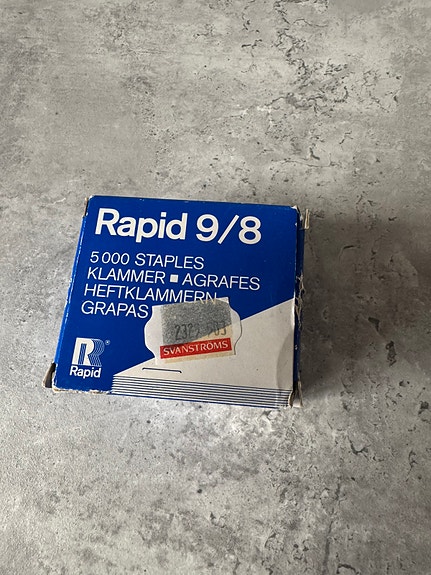 Rapid 9/8
5000 STAPLES
KLAMMER ▪ AGRAFES
HEFTKLAMMERN
GRAPAS
SVANSTRÖMS
R®
Rapid